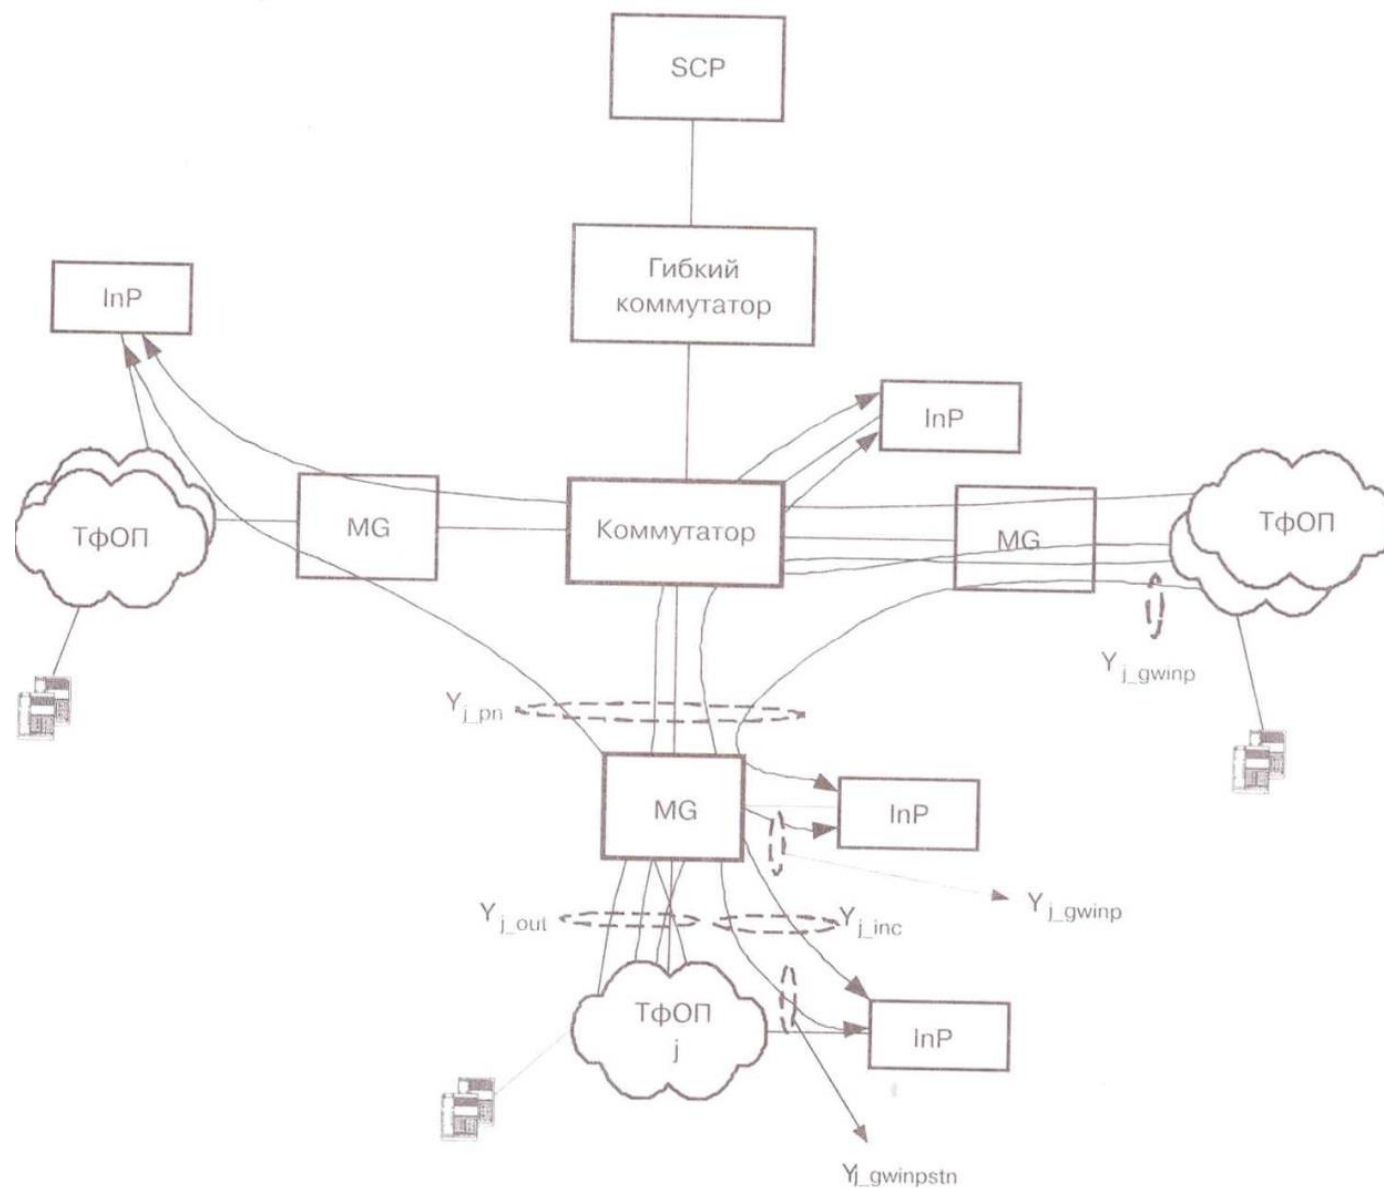 SCP
Гибкий
коммутатор
InP
InP
ТфОП
MG
Коммутатор
MG
ТфОП
Y j_gwinp
Y j_pn
MG
InP
Y j_out
Y j_inc
Y j_gwinp
ТфОП
j
InP
Y j_gwinpstn